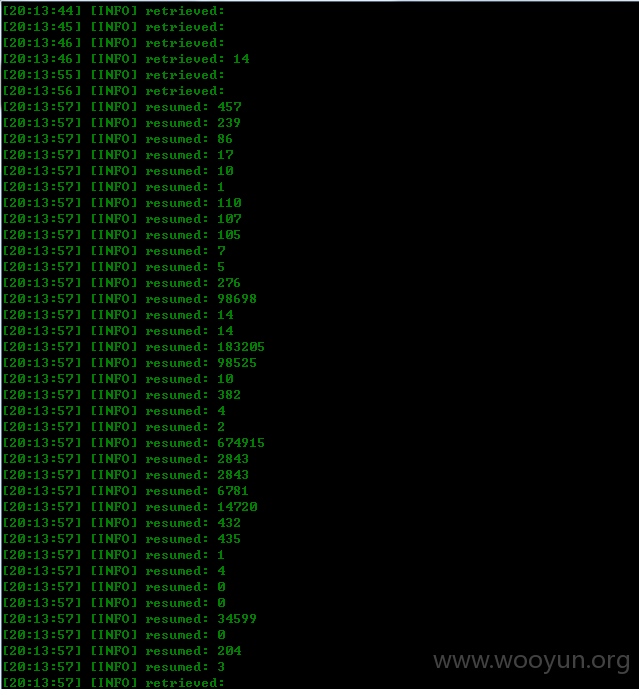 [20:13:44] [INFO] retrieved:
[20:13:45] [INFO] retrieved:
[20:13:46] [INFO] retrieved:
[20:13:46] [INFO] retrieved: 14
[20:13:55] [INFO] retrieved:
[20:13:56] [INFO] retrieved:
[20:13:57] [INFO] resumed: 457
[20:13:57] [INFO] resumed: 239
[20:13:57] [INFO] resumed: 86
[20:13:57] [INFO] resumed: 17
[20:13:57] [INFO] resumed: 10
[20:13:57] [INFO] resumed: 1
[20:13:57] [INFO] resumed: 110
[20:13:57] [INFO] resumed: 107
[20:13:57] [INFO] resumed: 105
[20:13:57] [INFO] resumed: 7
[20:13:57] [INFO] resumed: 5
[20:13:57] [INFO] resumed: 276
[20:13:57] [INFO] resumed: 98698
[20:13:57] [INFO] resumed: 14
[20:13:57] [INFO] resumed: 14
[20:13:57] [INFO] resumed: 183205
[20:13:57] [INFO] resumed: 98525
[20:13:57] [INFO] resumed: 10
[20:13:57] [INFO] resumed: 382
[20:13:57] [INFO] resumed: 4
[20:13:57] [INFO] resumed: 2
[20:13:57] [INFO] resumed: 674915
[20:13:57] [INFO] resumed: 2843
[20:13:57] [INFO] resumed: 2843
[20:13:57] [INFO] resumed: 6781
[20:13:57] [INFO] resumed: 14720
[20:13:57] [INFO] resumed: 432
[20:13:57] [INFO] resumed: 435
[20:13:57] [INFO] resumed: 1
[20:13:57] [INFO] resumed: 4
[20:13:57] [INFO] resumed: 0
[20:13:57] [INFO] resumed: 0
[20:13:57] [INFO] resumed: 34599
[20:13:57] [INFO] resumed: 0
[20:13:57] [INFO] resumed: 204
[20:13:57] [INFO] resumed: 3
[20:13:57] [INFO] retrieved:
www.wooyun.org